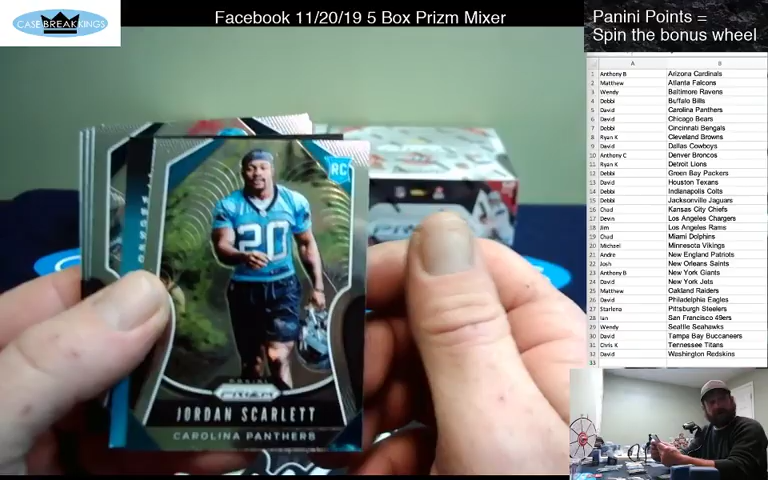 CASE BREAK KINGS
Facebook 11/20/19 5 Box Prizm Mixer
Panini Points =
Spin the bonus wheel
A B
1 Anthony B Arizona Cardinals
2 Matthew Atlanta Falcons
3 Wendy Baltimore Ravens
4 Debbi Buffalo Bills
5 David Carolina Panthers
6 David Chicago Bears
7 Debbi Cincinnati Bengals
8 Ryan K Cleveland Browns
9 David Dallas Cowboys
10 Anthony C Denver Broncos
11 Ryan K Detroit Lions
12 Debbi Green Bay Packers
13 David Houston Texans
14 Debbi Indianapolis Colts
15 Debbi Jacksonville Jaguars
16 Chad Kansas City Chiefs
17 Devin Los Angeles Chargers
18 Jim Los Angeles Rams
19 Chad Miami Dolphins
20 Michael Minnesota Vikings
21 Andre New England Patriots
22 Josh New Orleans Saints
23 Anthony B New York Giants
24 David New York Jets
25 Matthew Oakland Raiders
26 David Philadelphia Eagles
27 Starlena Pittsburgh Steelers
28 Ian San Francisco 49ers
29 Wendy Seattle Seahawks
30 David Tampa Bay Buccaneers
31 Chris K Tennessee Titans
32 David Washington Redskins
33
RC
20
PANINI
PRIZM
JORDAN SCARLETT
CAROLINA PANTHERS